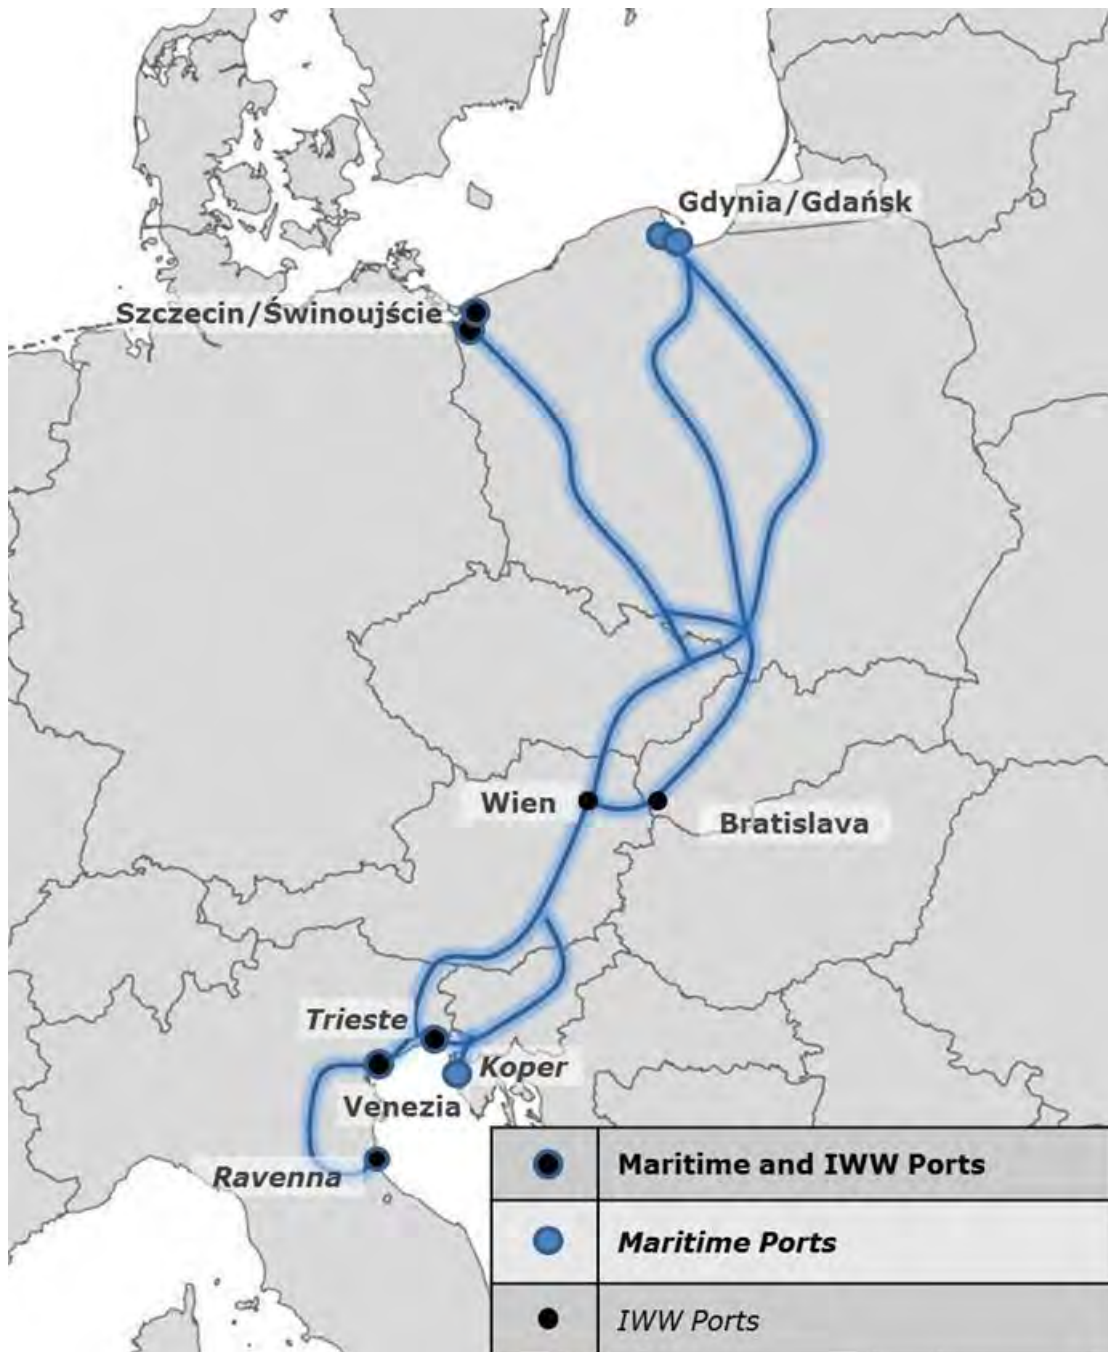 Gdynia/Gdańsk
Szczecin/Świnoujście
Wien
Bratislava
Trieste
Koper
Venezia
Ravenna
Maritime and IWW Ports
Maritime Ports
IWW Ports